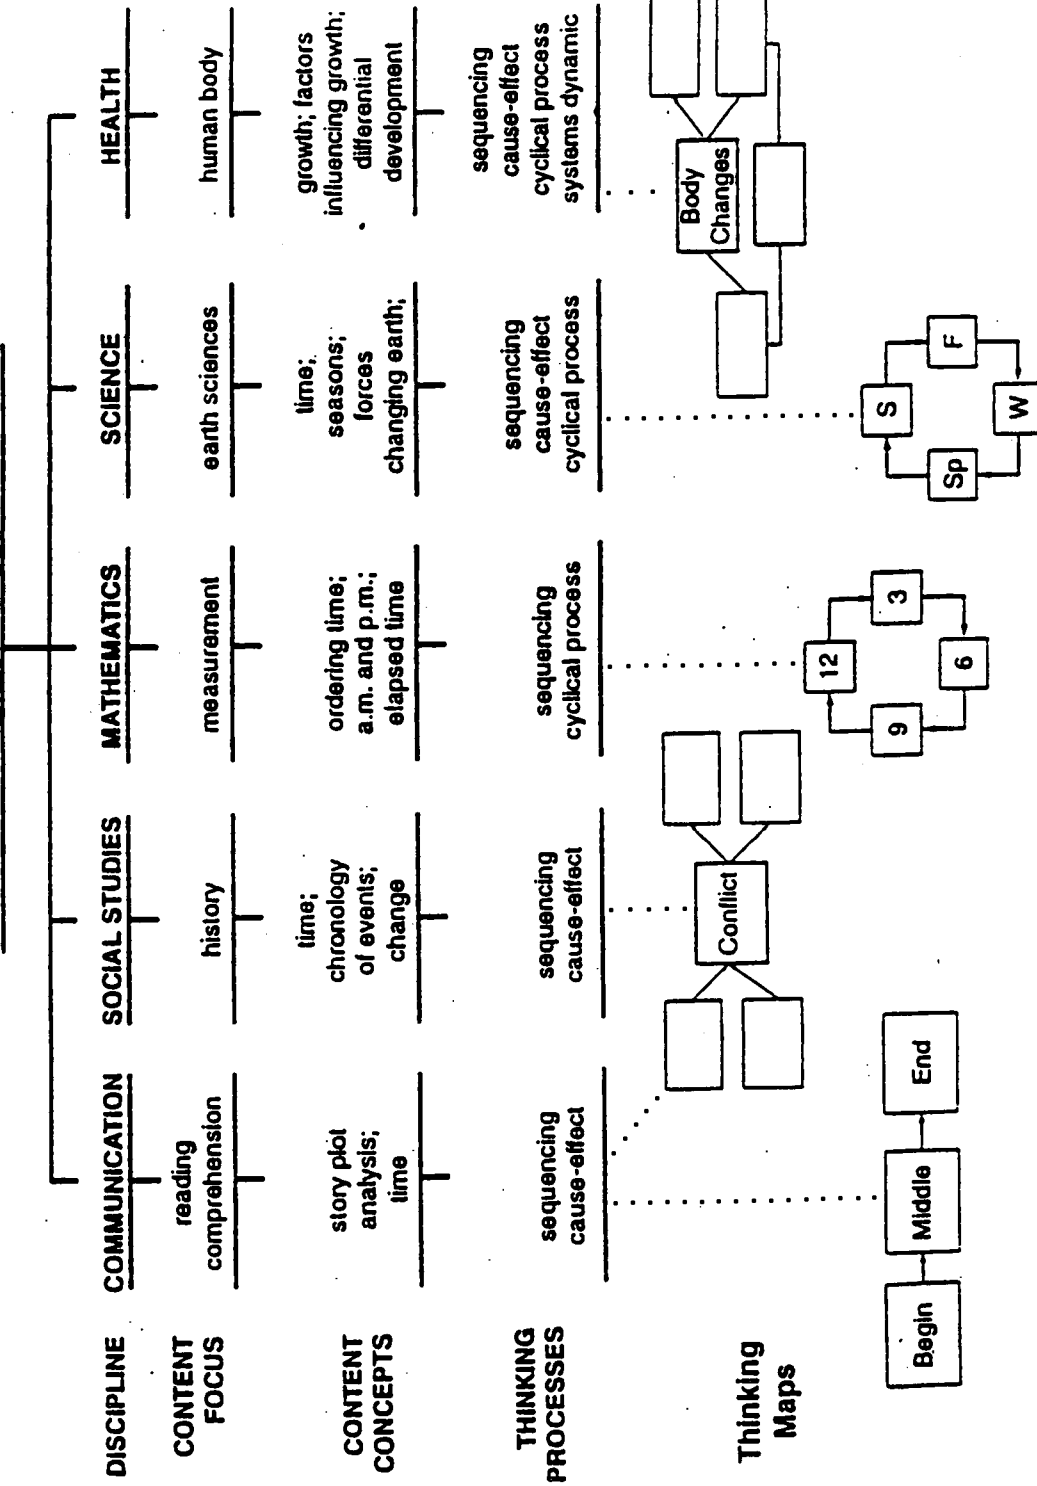 DISCIPLINE
COMMUNICATION
SOCIAL STUDIES
MATHEMATICS
SCIENCE
HEALTH
CONTENT
FOCUS
reading
comprehension
history
measurement
earth sciences
human body
CONTENT
CONCEPTS
story plot
analysis;
time
time;
chronology
of events;
change
ordering time;
a.m. and p.m.;
elapsed time
time;
seasons;
forces
changing earth;
growth; factors
influencing growth;
differential
development
THINKING
PROCESSES
sequencing
cause-effect
sequencing
cause-effect
sequencing
cyclical process
sequencing
cause-effect
cyclical process
sequencing
cause-effect
cyclical process
systems dynamic
Thinking
Maps
Begin
Middle
End
Conflict
12
3
6
9
S
F
W
Sp
Body
Changes